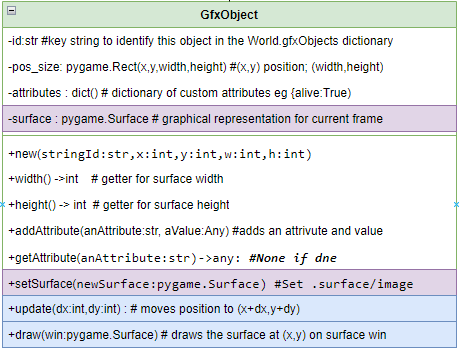 GfxObject
-id:str #key string to identify this object in the World.gfxObjects dictionary
-pos_size: pygame.Rect(x,y,width,height) #(x,y) position; (width,height)
-attributes : dict() # dictionary of custom attributes eg {alive:True)
-surface : pygame.Surface # graphical representation for current frame
+new(stringId:str,x:int,y:int,w:int,h:int)
+width() ->int # getter for surface width
+height() -> int # getter for surface height
+addAttribute(anAttribute:str, aValue:Any) #adds an attrivute and value
+getAttribute(anAttribute:str)->any: #None if dne
+setSurface(newSurface:pygame.Surface) #Set .surface/image
+update(dx:int,dy:int) : # moves position to (x+dx,y+dy)
+draw(win:pygame.Surface) # draws the surface at (x,y) on surface win